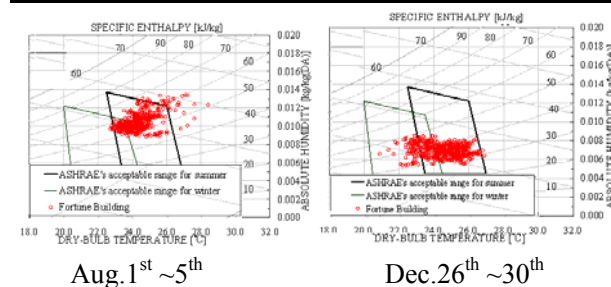 SPECIFIC ENTHALPY [kJ/kg]
70 90 80 70
60
50
40
30
20
10
0.020
0.018
0.016
0.014
0.012
0.010
0.008
0.006
0.004
0.002
0.000
ABSOLUTE HUMIDITY [kg/kg(DA)]
ASHRAE's acceptable range for summer
ASHRAE's acceptable range for winter
Fortune Building
18.0 20.0 22.0 24.0 26.0 28.0 30.0 32.0
DRY-BULB TEMPERATURE [℃]
Aug.1st ~5th
SPECIFIC ENTHALPY [kJ/kg]
70 90 80 70
60
50
40
30
20
10
0.020
0.018
0.016
0.014
0.012
0.010
0.008
0.006
0.004
0.002
0.000
ABSOLUTE HUMIDITY [kg/kg(DA)]
ASHRAE's acceptable range for summer
ASHRAE's acceptable range for winter
Fortune Building
18.0 20.0 22.0 24.0 26.0 28.0 30.0 32.0
DRY-BULB TEMPERATURE [℃]
Dec.26th ~30th